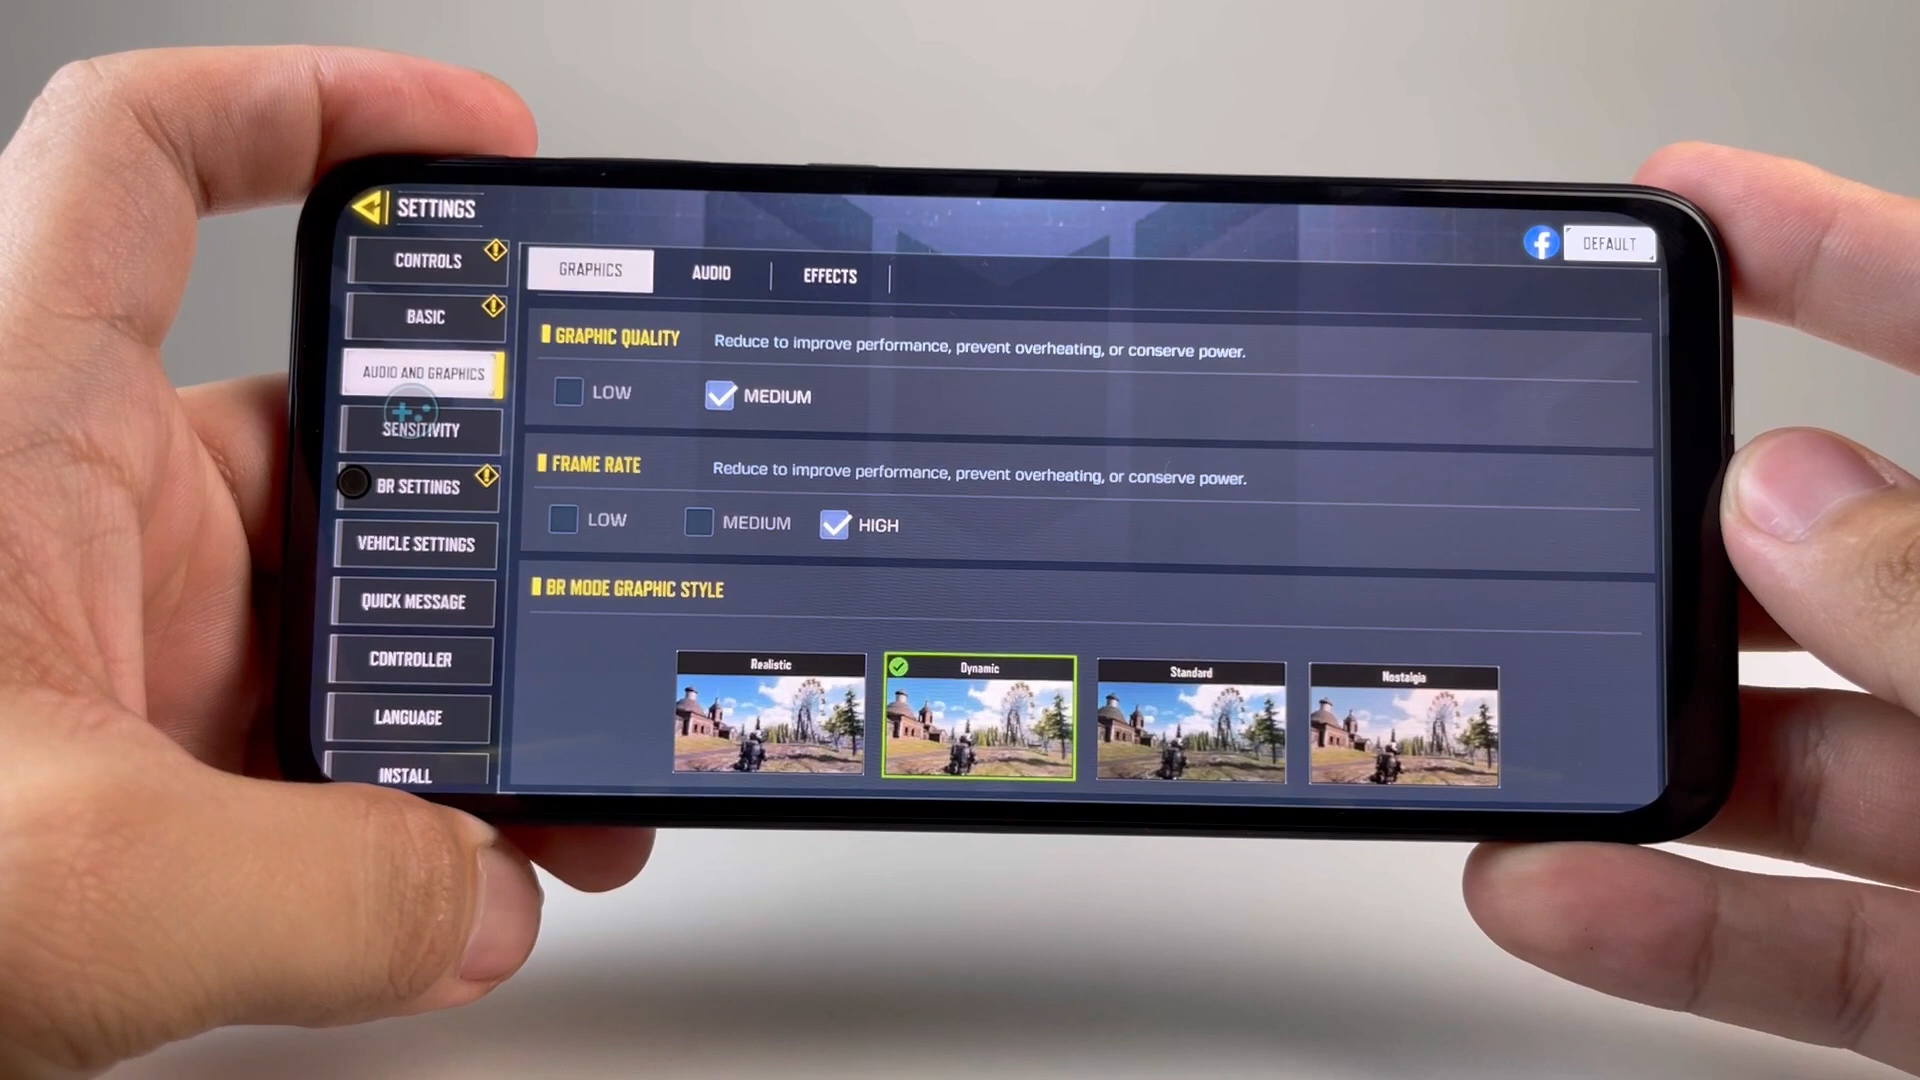 SETTINGS
DEFAULT
CONTROLS
BASIC
AUDIO AND GRAPHICS
SENSITIVITY
BR SETTINGS
VEHICLE SETTINGS
QUICK MESSAGE
CONTROLLER
LANGUAGE
INSTALL
GRAPHICS AUDIO EFFECTS
GRAPHIC QUALITY Reduce to improve performance, prevent overheating, or conserve power.
LOW MEDIUM
FRAME RATE Reduce to improve performance, prevent overheating, or conserve power.
LOW MEDIUM HIGH
BR MODE GRAPHIC STYLE
Realistic Dynamic Standard Nostalgia